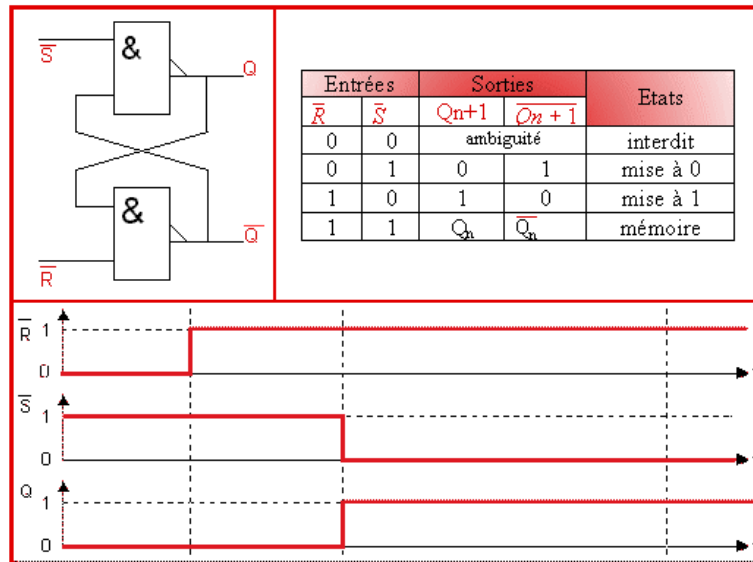 S̅
&
Q
&
Q̅
R̅
Entrées Sorties Etats
R̅ S̅ Qn+1 Q̅n̅ ̅+̅ ̅1̅
0 0 ambiguité interdit
0 1 0 1 mise à 0
1 0 1 0 mise à 1
1 1 Qn Q̅n̅ mémoire
R̅ 1
0
S̅ 1
0
Q 1
0